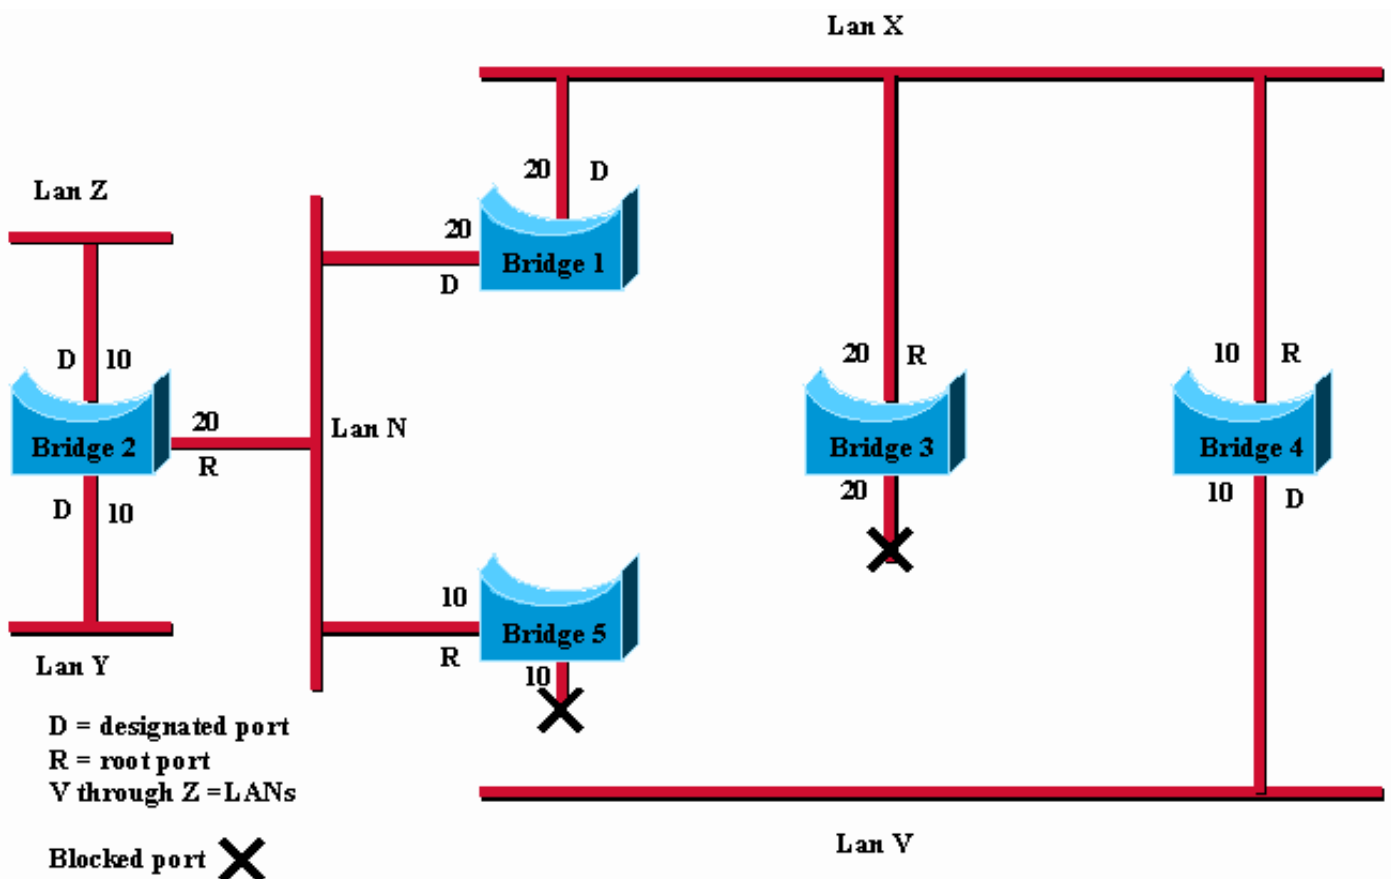 Lan X
20 D
Lan Z
20
Bridge 1
D
D 10
20 R
10 R
20
Lan N
Bridge 2
Bridge 3
Bridge 4
R
20
10 D
D 10
10
Bridge 5
R
10
Lan Y
D = designated port
R = root port
V through Z =LANs
Lan V
Blocked port